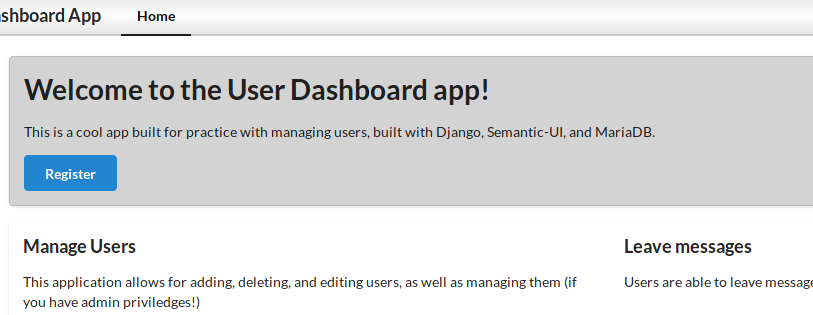 shboard App
Home
Welcome to the User Dashboard app!
This is a cool app built for practice with managing users, built with Django, Semantic-UI, and MariaDB.
Register
Manage Users
Leave messages
This application allows for adding, deleting, and editing users, as well as managing them (if
you have admin priviledges!)
Users are able to leave message